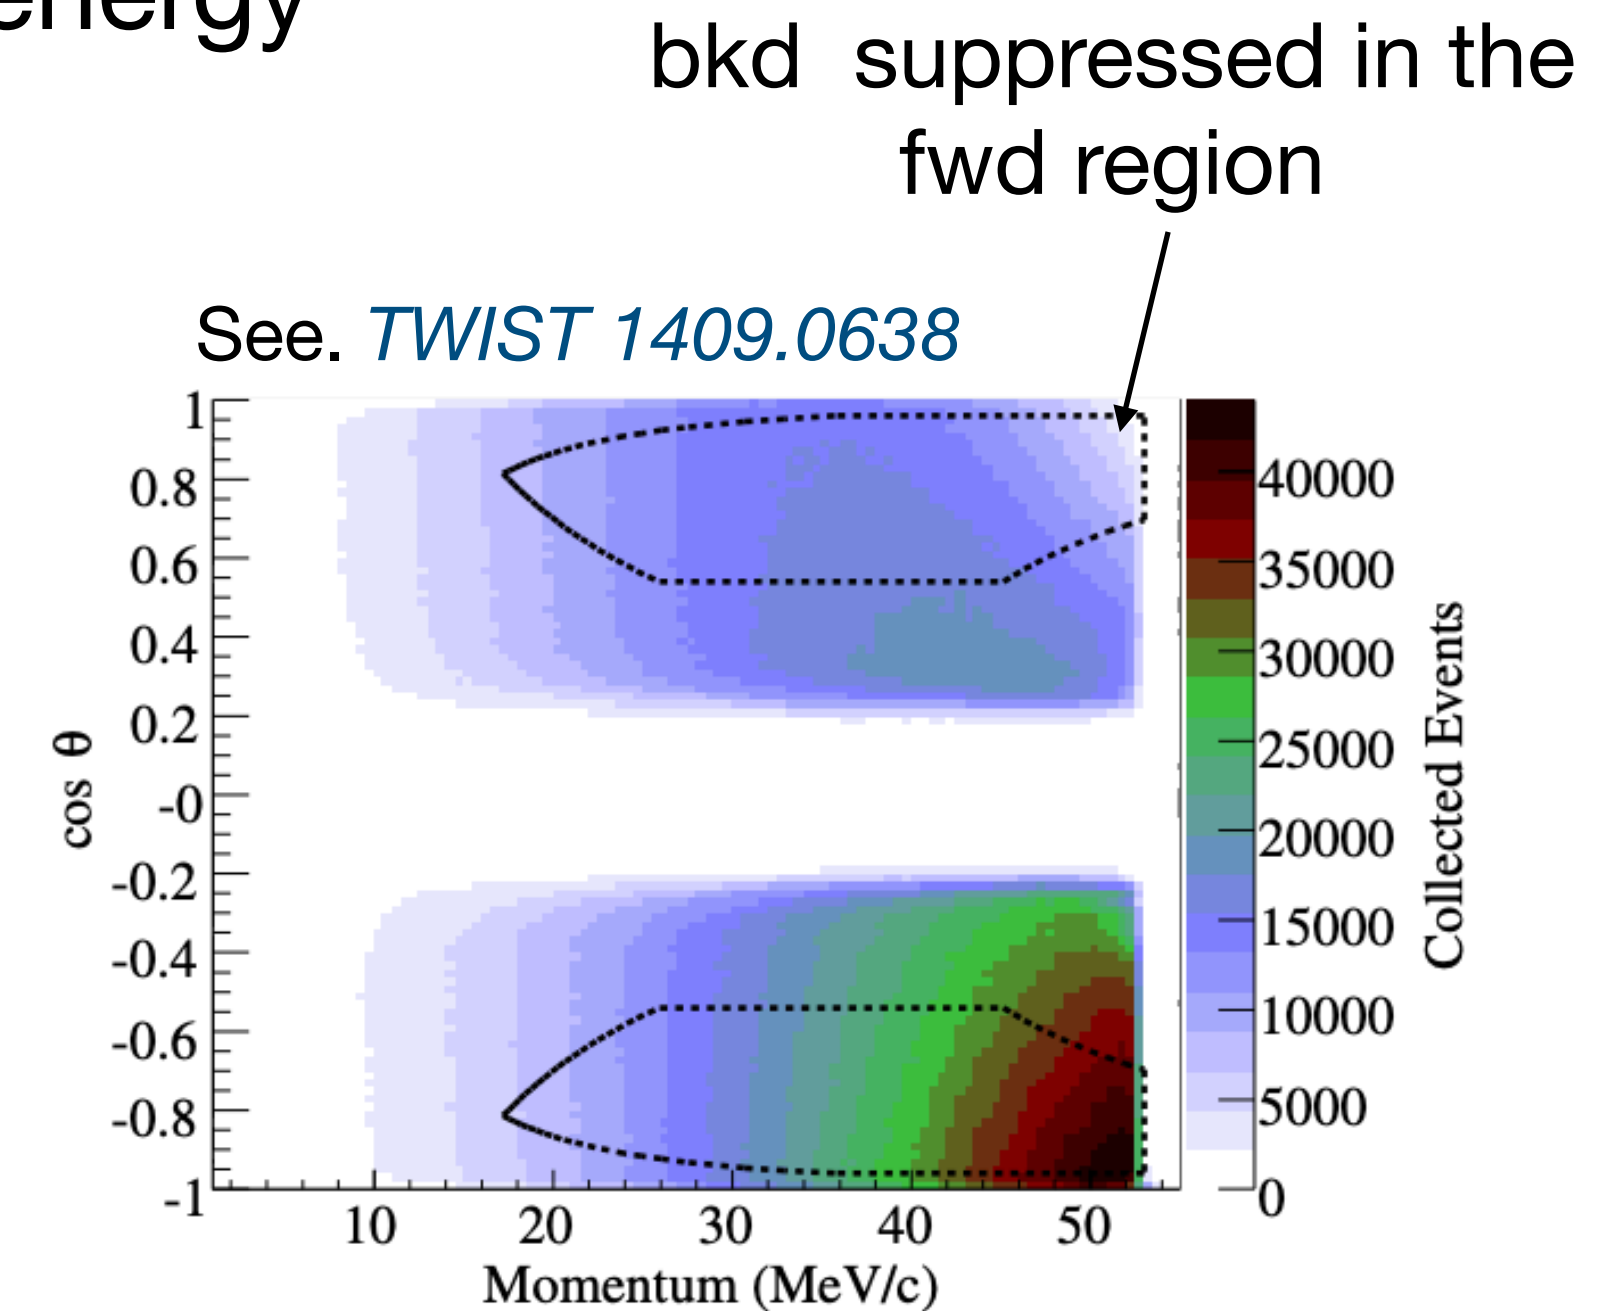 energy
bkd suppressed in the
fwd region
See. TWIST 1409.0638
1
0.8
0.6
0.4
0.2
-0
-0.2
-0.4
-0.6
-0.8
-1
cos θ
10 20 30 40 50
Momentum (MeV/c)
40000
35000
30000
25000
20000
15000
10000
5000
0
Collected Events